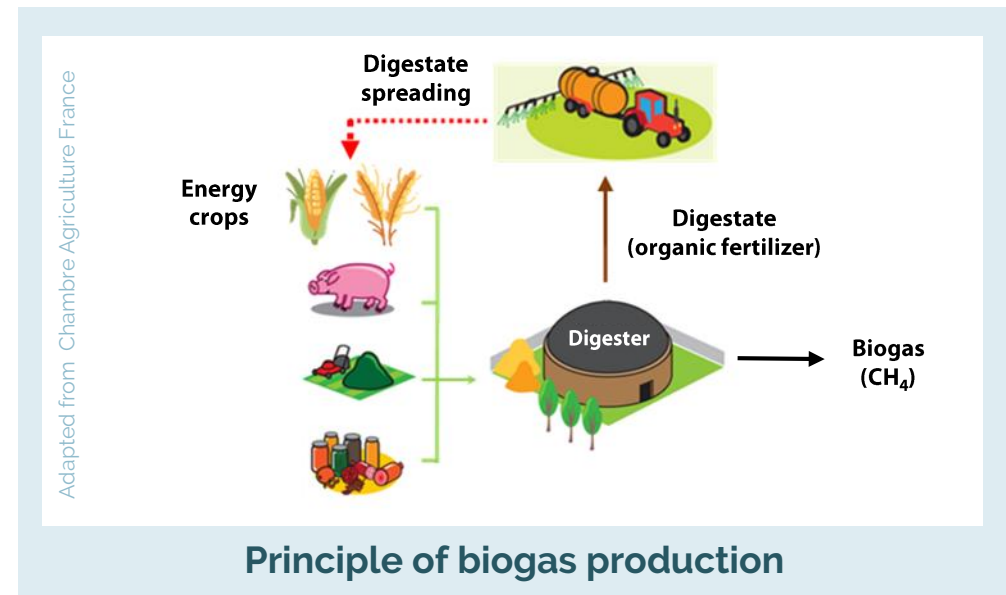 Digestate
spreading
Energy
crops
Digestate
(organic fertilizer)
Digester
Biogas
(CH₄)
Adapted from Chambre Agriculture France
Principle of biogas production